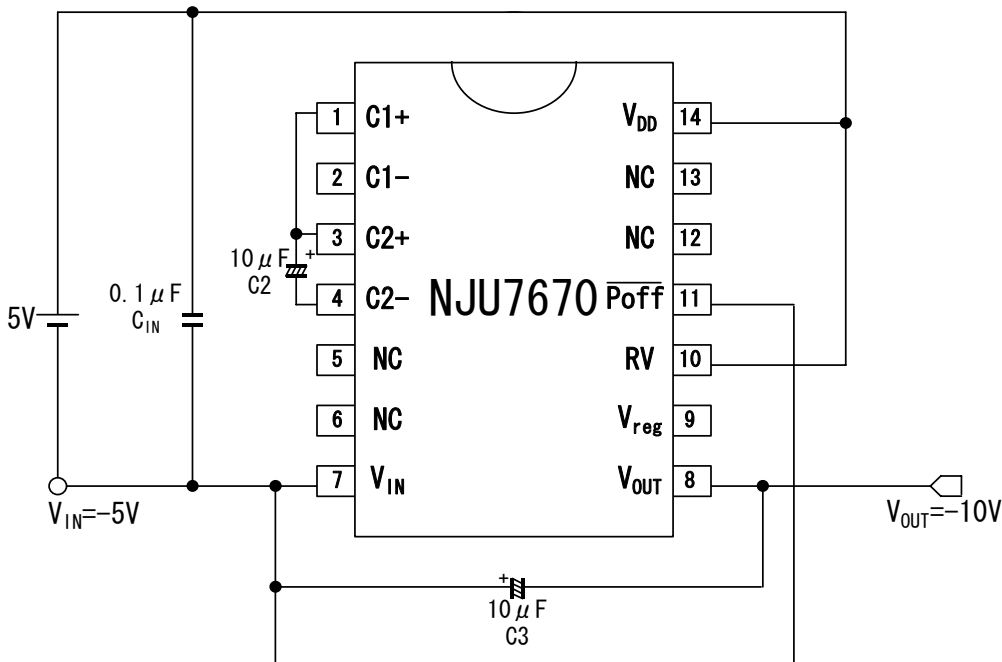 1 C1+
2 C1-
3 C2+
4 C2-
5 NC
6 NC
7 V_IN
V_DD 14
NC 13
NC 12
Poff 11
RV 10
V_reg 9
V_OUT 8
NJU7670
10μF
+
C2
0.1μF
C_IN
5V
V_IN=-5V
V_OUT=-10V
+
10μF
C3